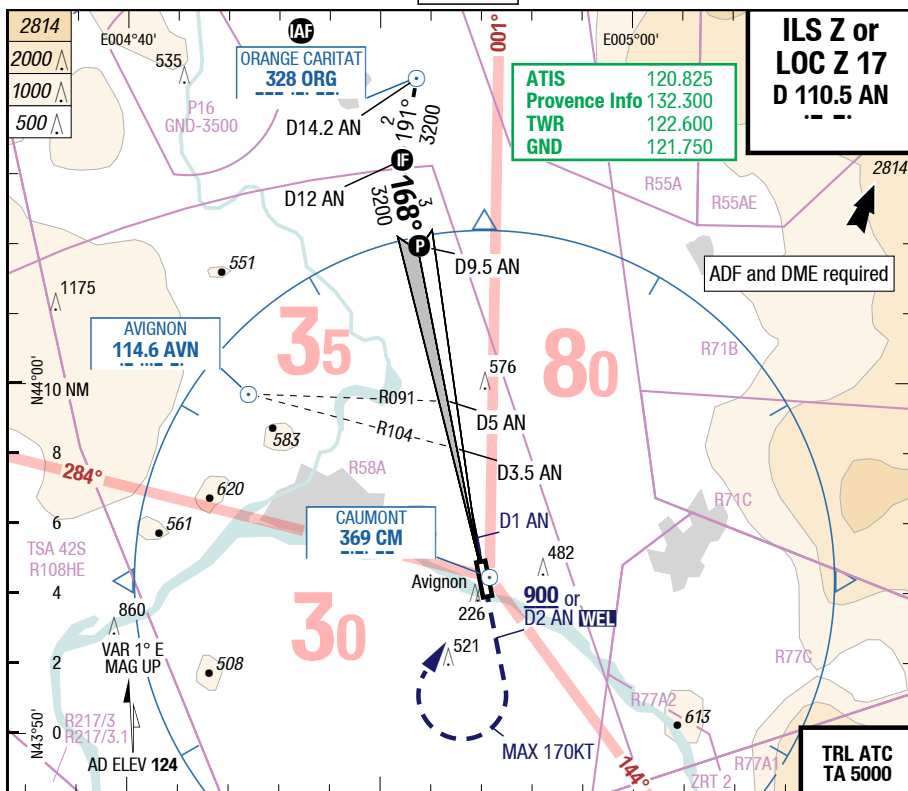 2814
2000
1000
500
E004°40'
535
IAF
ORANGE CARITAT
328 ORG
001°
E005°00'
ILS Z or
LOC Z 17
D 110.5 AN
ATIS 120.825
Provence Info 132.300
TWR 122.600
GND 121.750
P16
GND-3500
D14.2 AN
2
191°
3200
IF
D12 AN
168°
3
3200
P
D9.5 AN
R55A
R55AE
2814
ADF and DME required
551
1175
AVIGNON
114.6 AVN
35
80
R71B
576
N44°00'
10 NM
R091
D5 AN
R104
D3.5 AN
583
8
284°
R58A
620
R71C
6
561
CAUMONT
369 CM
D1 AN
TSA 42S
R108HE
482
4
Avignon
226
900 or
D2 AN WEL
860
30
VAR 1° E
MAG UP
521
2
508
R77C
R77A2
613
R217/3
R217/3.1
N43°50'
0
MAX 170KT
AD ELEV 124
144°
R77A1
ZRT 2
TRL ATC
TA 5000